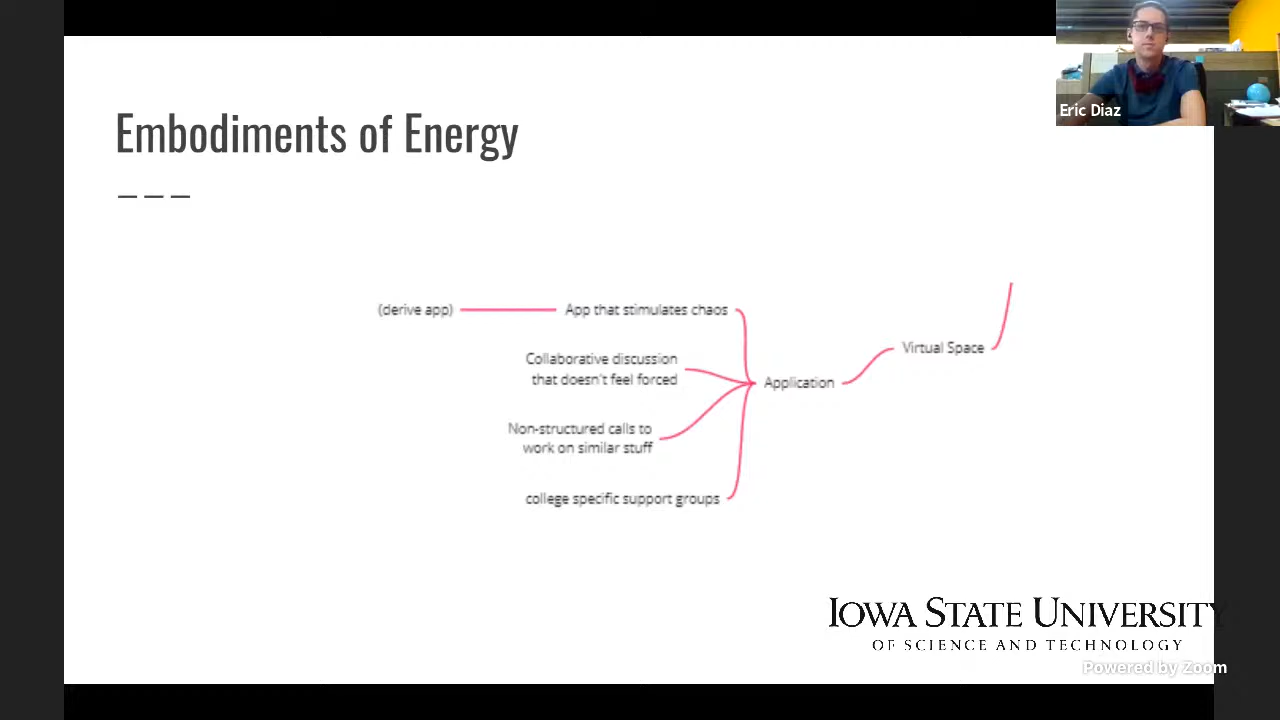 Eric Diaz
Embodiments of Energy
(derive app)
App that stimulates chaos
Collaborative discussion
that doesn't feel forced
Virtual Space
Application
Non-structured calls to
work on similar stuff
college specific support groups
IOWA STATE UNIVERSITY
OF SCIENCE AND TECHNOLOGY
Powered by Zoom